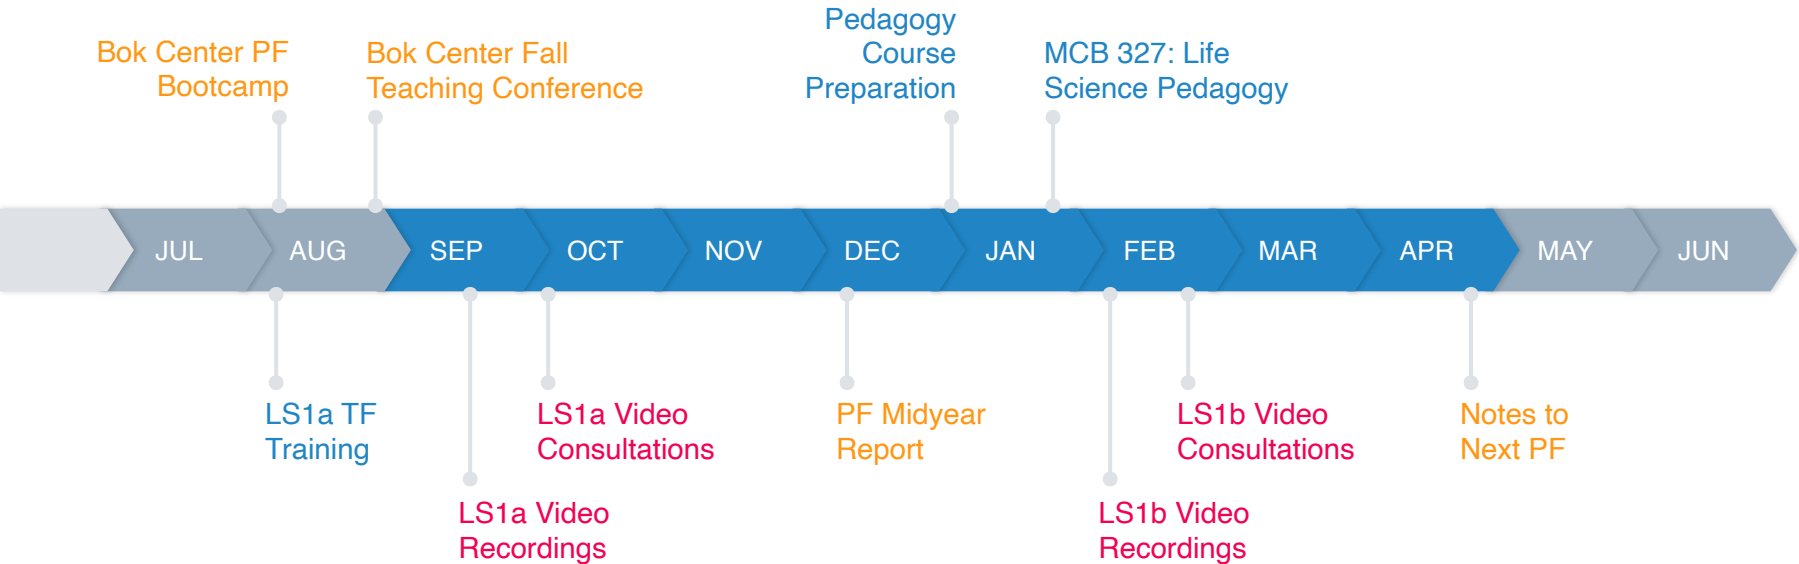 Bok Center PF
Bootcamp
Bok Center Fall
Teaching Conference
Pedagogy
Course
Preparation
MCB 327: Life
Science Pedagogy
JUL
AUG
SEP
OCT
NOV
DEC
JAN
FEB
MAR
APR
MAY
JUN
LS1a TF
Training
LS1a Video
Recordings
LS1a Video
Consultations
PF Midyear
Report
LS1b Video
Recordings
LS1b Video
Consultations
Notes to
Next PF